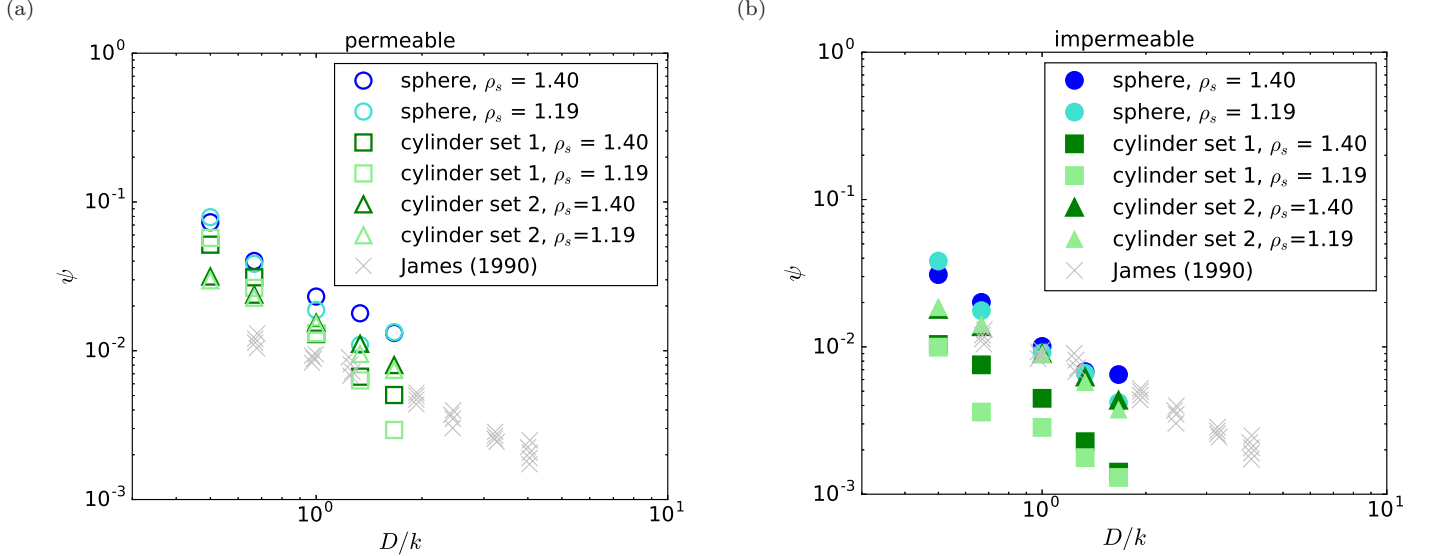 (a)
permeable
10⁰
10⁻¹
10⁻²
10⁻³
ψ
10⁰
10¹
D/k
sphere, ρₛ = 1.40
sphere, ρₛ = 1.19
cylinder set 1, ρₛ = 1.40
cylinder set 1, ρₛ = 1.19
cylinder set 2, ρₛ=1.40
cylinder set 2, ρₛ=1.19
James (1990)
(b)
impermeable
10⁰
10⁻¹
10⁻²
10⁻³
ψ
10⁰
10¹
D/k
sphere, ρₛ = 1.40
sphere, ρₛ = 1.19
cylinder set 1, ρₛ = 1.40
cylinder set 1, ρₛ = 1.19
cylinder set 2, ρₛ=1.40
cylinder set 2, ρₛ=1.19
James (1990)